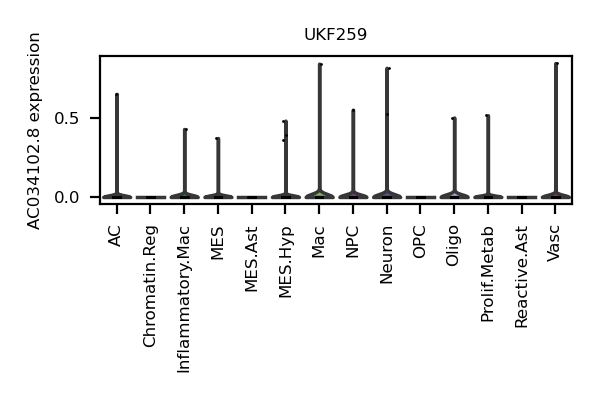 UKF259
AC034102.8 expression
0.5
0.0
AC
Chromatin.Reg
Inflammatory.Mac
MES
MES.Ast
MES.Hyp
Mac
NPC
Neuron
OPC
Oligo
Prolif.Metab
Reactive.Ast
Vasc